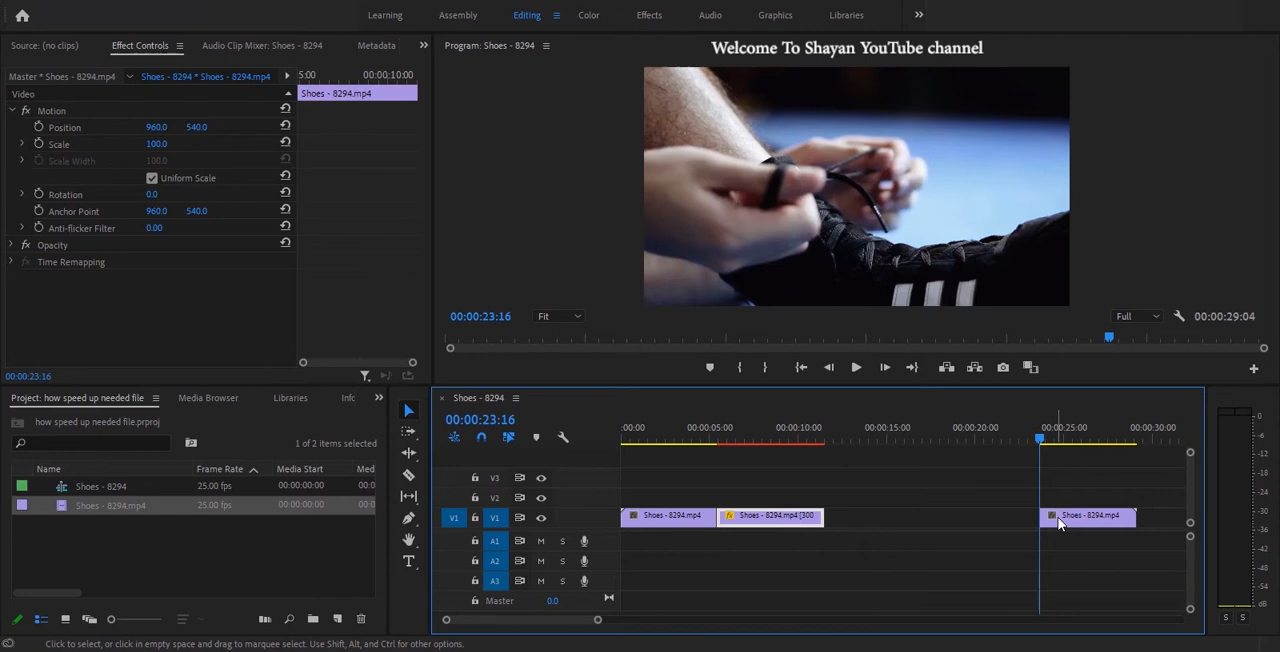 Learning Assembly Editing Color Effects Audio Graphics Libraries
Source: (no clips) Effect Controls Audio Clip Mixer: Shoes - 8294 Metadata
Program: Shoes - 8294
Welcome To Shayan YouTube channel
Master * Shoes - 8294.mp4 Shoes - 8294 * Shoes - 8294.mp4
5:00 00:00:10:00
Video
Shoes - 8294.mp4
fx Motion
Position 960.0 540.0
Scale 100.0
Scale Width 100.0
Uniform Scale
Rotation 0.0
Anchor Point 960.0 540.0
Anti-flicker Filter 0.00
fx Opacity
Time Remapping
00:00:23:16
00:00:23:16 Fit Full 00:00:29:04
Project: how speed up needed file Media Browser Libraries Info
how speed up needed file.prproj
1 of 2 items selected
Name Frame Rate Media Start Med
Shoes - 8294 25.00 fps 00:00:00:00 00:0
Shoes - 8294.mp4 25.00 fps 00:00:00:00 00:0
× Shoes - 8294
00:00:23:16
:00:00 00:00:05:00 00:00:10:00 00:00:15:00 00:00:20:00 00:00:25:00 00:00:30:00
V3
V2
V1 V1 Shoes - 8294.mp4 fx Shoes - 8294.mp4 [300 Shoes - 8294.mp4
A1 M S
A2 M S
A3 M S
Master 0.0
0
-6
-12
-18
-24
-30
-36
-42
-48
-54
dB
S S
Click to select, or click in empty space and drag to marquee select. Use Shift, Alt, and Ctrl for other options.